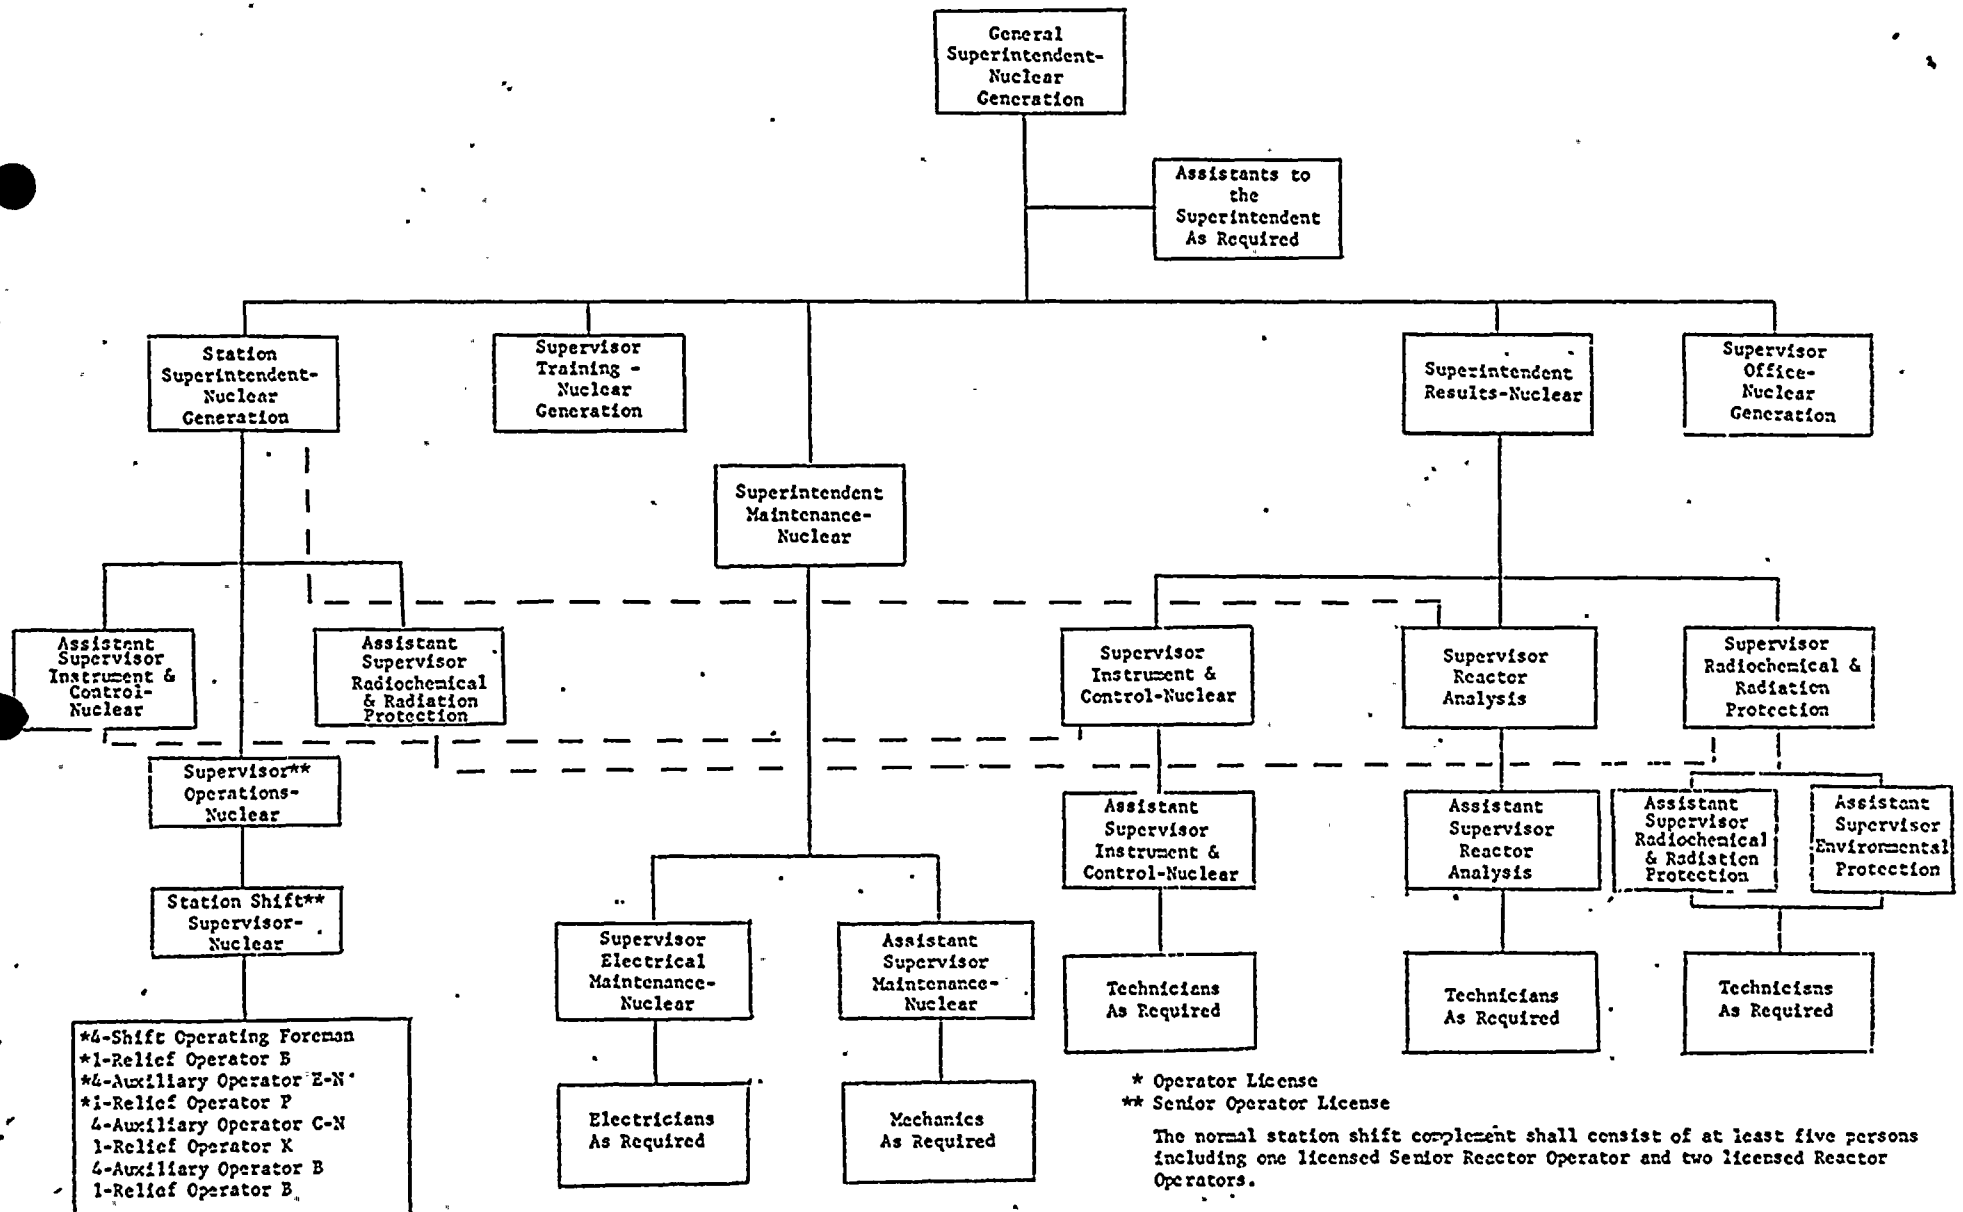 General
Superintendent-
Nuclear
Generation
Assistants to
the
Superintendent
As Required
Station
Superintendent-
Nuclear
Generation
Supervisor
Training -
Nuclear
Generation
Superintendent
Maintenance-
Nuclear
Superintendent
Results-Nuclear
Supervisor
Office-
Nuclear
Generation
Assistant
Supervisor
Instrument &
Control-
Nuclear
Assistant
Supervisor
Radiochemical
& Radiation
Protection
Supervisor
Instrument &
Control-Nuclear
Supervisor
Reactor
Analysis
Supervisor
Radiochemical &
Radiation
Protection
Supervisor**
Operations-
Nuclear
Assistant
Supervisor
Instrument &
Control-Nuclear
Assistant
Supervisor
Reactor
Analysis
Assistant
Supervisor
Radiochemical
& Radiation
Protection
Assistant
Supervisor
Environmental
Protection
Station Shift**
Supervisor-
Nuclear
Supervisor
Electrical
Maintenance-
Nuclear
Assistant
Supervisor
Maintenance-
Nuclear
Technicians
As Required
Technicians
As Required
Technicians
As Required
*4-Shift Operating Foreman
*1-Relief Operator B
*4-Auxiliary Operator E-N
*1-Relief Operator P
4-Auxiliary Operator C-N
1-Relief Operator K
4-Auxiliary Operator B
1-Relief Operator B
Electricians
As Required
Mechanics
As Required
* Operator License
** Senior Operator License
The normal station shift complement shall consist of at least five persons
including one licensed Senior Reactor Operator and two licensed Reactor
Operators.